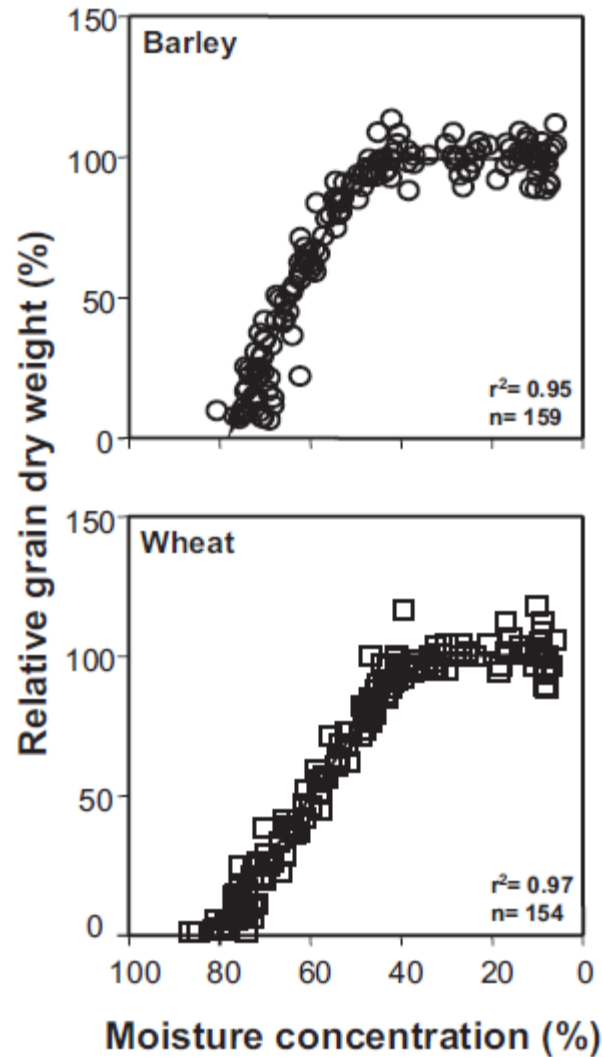 Relative grain dry weight (%)
150
Barley
100
50
r²= 0.95
n= 159
0
150
Wheat
100
50
r²= 0.97
n= 154
0
100 80 60 40 20 0
Moisture concentration (%)